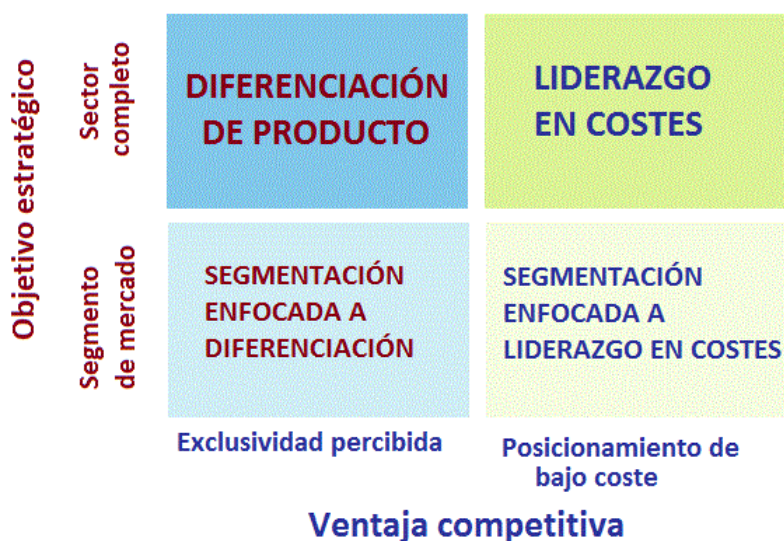 Objetivo estratégico
Sector
completo
DIFERENCIACIÓN
DE PRODUCTO
LIDERAZGO
EN COSTES
Segmento
de mercado
SEGMENTACIÓN
ENFOCADA A
DIFERENCIACIÓN
SEGMENTACIÓN
ENFOCADA A
LIDERAZGO EN COSTES
Exclusividad percibida
Posicionamiento de
bajo coste
Ventaja competitiva